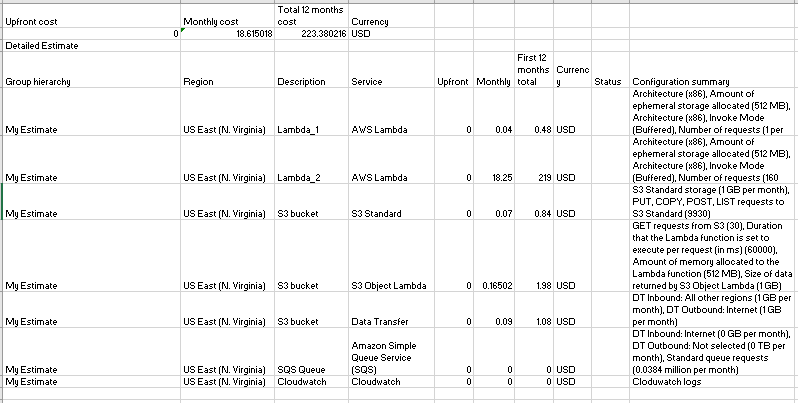 Upfront cost Monthly cost Total 12 months cost Currency
0 18.615018 223.380216 USD
Detailed Estimate
Group hierarchy Region Description Service Upfront Monthly First 12 months total Currency Status Configuration summary
My Estimate US East (N. Virginia) Lambda_1 AWS Lambda 0 0.04 0.48 USD Architecture (x86), Amount of ephemeral storage allocated (512 MB), Architecture (x86), Invoke Mode (Buffered), Number of requests (1 per
My Estimate US East (N. Virginia) Lambda_2 AWS Lambda 0 18.25 219 USD Architecture (x86), Amount of ephemeral storage allocated (512 MB), Architecture (x86), Invoke Mode (Buffered), Number of requests (160
My Estimate US East (N. Virginia) S3 bucket S3 Standard 0 0.07 0.84 USD S3 Standard storage (1 GB per month), PUT, COPY, POST, LIST requests to S3 Standard (9930)
My Estimate US East (N. Virginia) S3 bucket S3 Object Lambda 0 0.16502 1.98 USD GET requests from S3 (30), Duration that the Lambda function is set to execute per request (in ms) (60000), Amount of memory allocated to the Lambda function (512 MB), Size of data returned by S3 Object Lambda (1 GB)
My Estimate US East (N. Virginia) S3 bucket Data Transfer 0 0.09 1.08 USD DT Inbound: All other regions (1 GB per month), DT Outbound: Internet (1 GB per month)
My Estimate US East (N. Virginia) SQS Queue Amazon Simple Queue Service (SQS) 0 0 0 USD DT Inbound: Internet (0 GB per month), DT Outbound: Not selected (0 TB per month), Standard queue requests (0.0384 million per month)
My Estimate US East (N. Virginia) Cloudwatch Cloudwatch 0 0 0 USD Cloduwatch logs